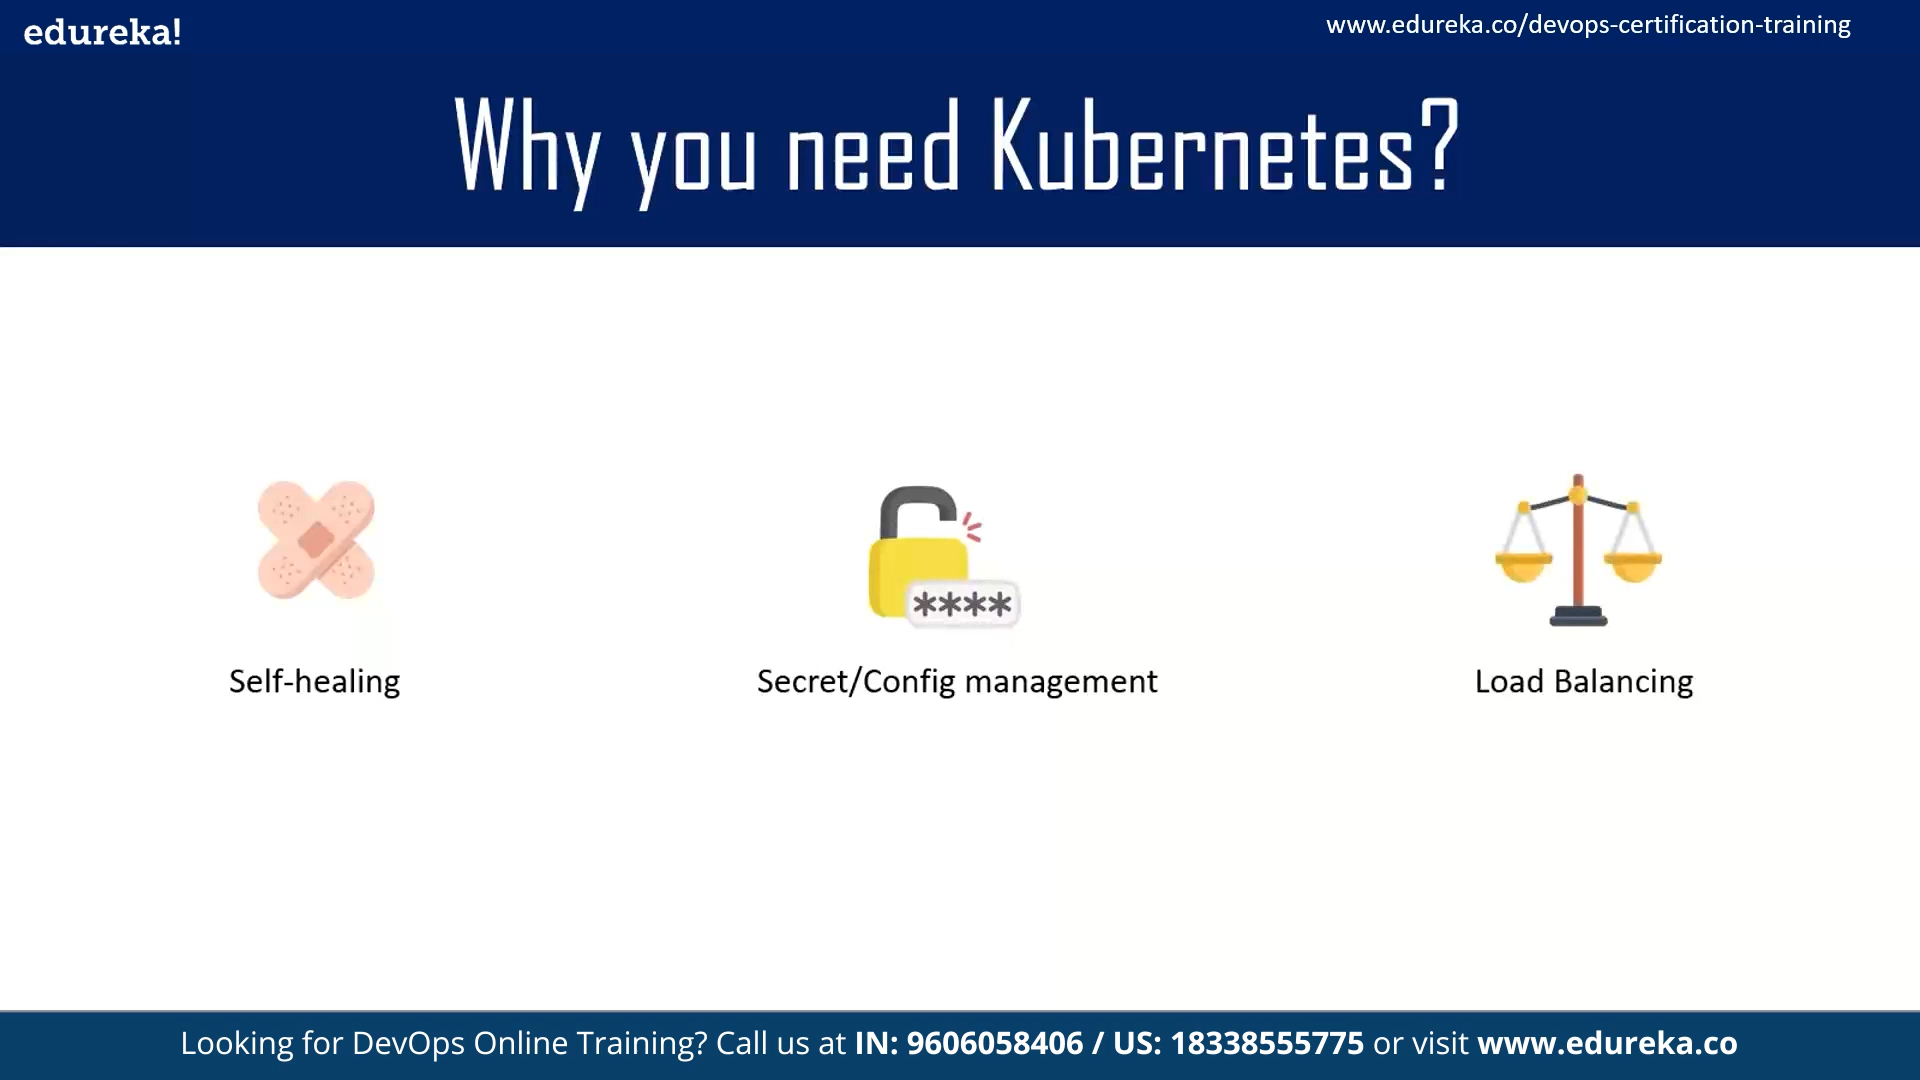 edureka!
www.edureka.co/devops-certification-training
Why you need Kubernetes?
****
Self-healing
Secret/Config management
Load Balancing
Looking for DevOps Online Training? Call us at IN: 9606058406 / US: 18338555775 or visit www.edureka.co